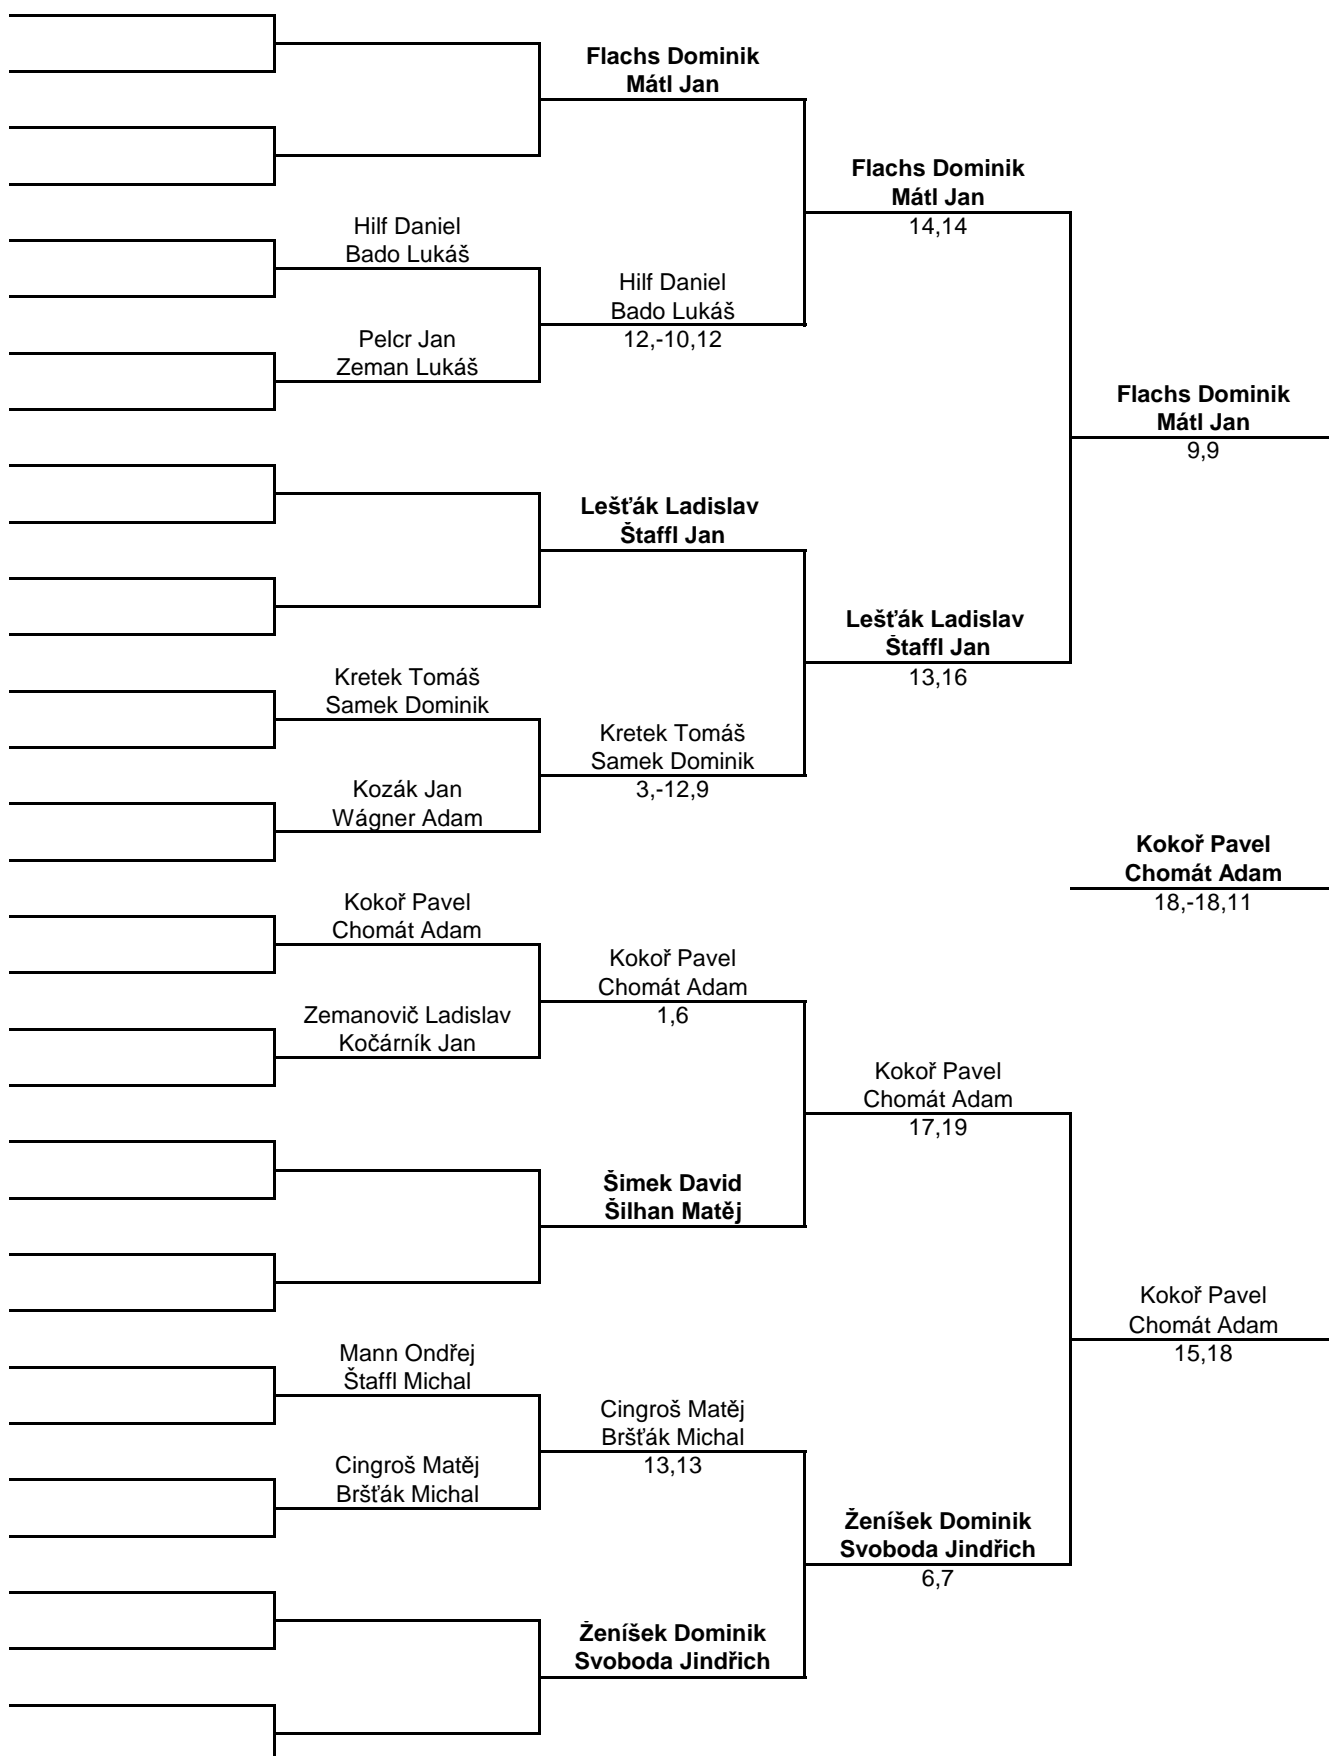 Flachs Dominik
Mátl Jan
Flachs Dominik
Mátl Jan
14,14
Hilf Daniel
Bado Lukáš
Hilf Daniel
Bado Lukáš
12,-10,12
Pelcr Jan
Zeman Lukáš
Flachs Dominik
Mátl Jan
9,9
Lešťák Ladislav
Štaffl Jan
Lešťák Ladislav
Štaffl Jan
13,16
Kretek Tomáš
Samek Dominik
Kretek Tomáš
Samek Dominik
3,-12,9
Kozák Jan
Wágner Adam
Kokoř Pavel
Chomát Adam
18,-18,11
Kokoř Pavel
Chomát Adam
Kokoř Pavel
Chomát Adam
1,6
Zemanovič Ladislav
Kočárník Jan
Kokoř Pavel
Chomát Adam
17,19
Šimek David
Šilhan Matěj
Kokoř Pavel
Chomát Adam
15,18
Mann Ondřej
Štaffl Michal
Cingroš Matěj
Bršťák Michal
13,13
Cingroš Matěj
Bršťák Michal
Ženíšek Dominik
Svoboda Jindřich
6,7
Ženíšek Dominik
Svoboda Jindřich